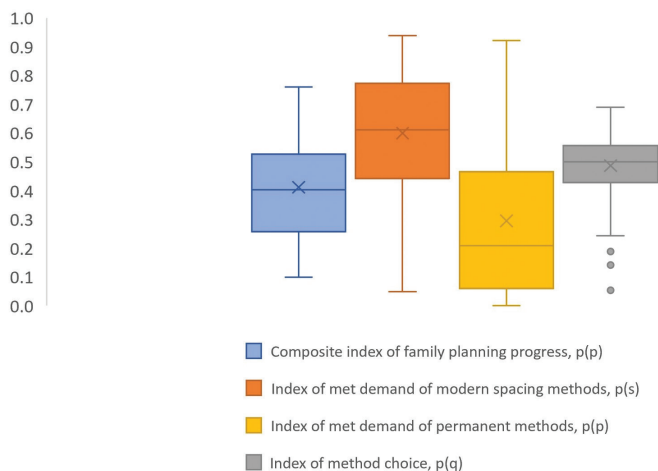 1.0
0.9
0.8
0.7
0.6
0.5
0.4
0.3
0.2
0.1
0.0
Composite index of family planning progress, p(p)
Index of met demand of modern spacing methods, p(s)
Index of met demand of permanent methods, p(p)
Index of method choice, p(q)